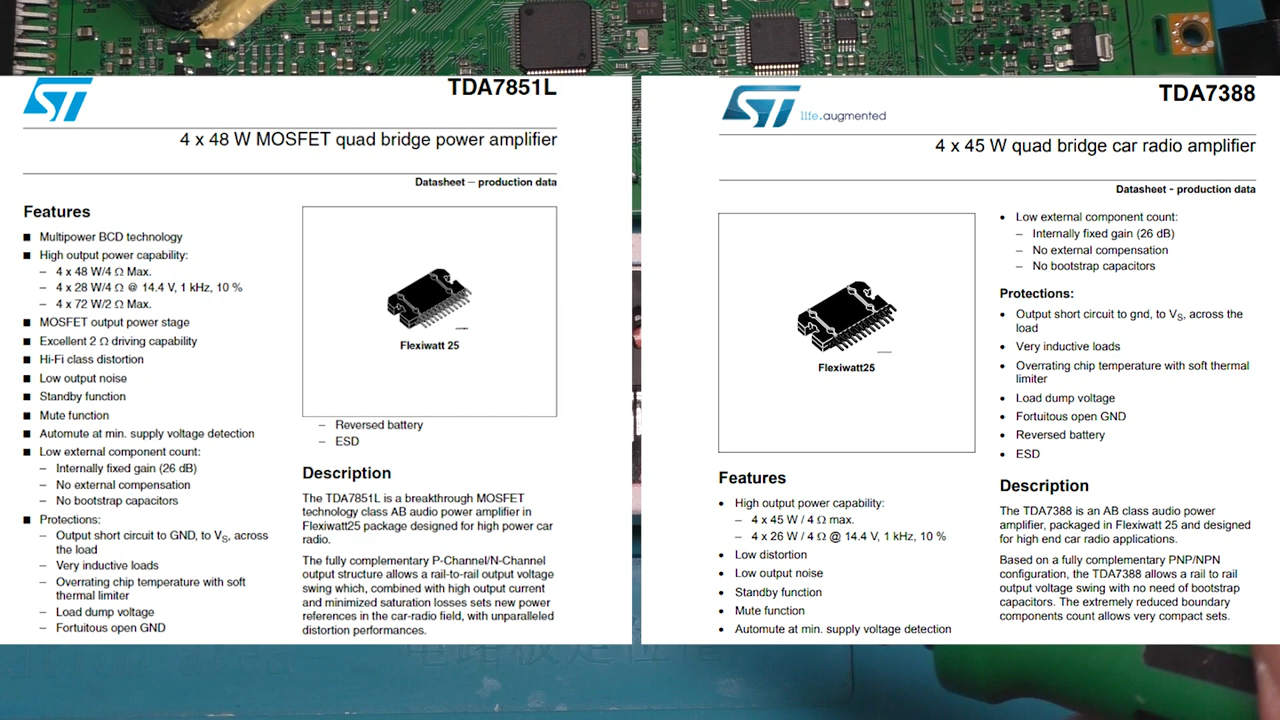 ST
TDA7851L
4 x 48 W MOSFET quad bridge power amplifier
Datasheet − production data
Features
■ Multipower BCD technology
■ High output power capability:
– 4 x 48 W/4 Ω Max.
– 4 x 28 W/4 Ω @ 14.4 V, 1 kHz, 10 %
– 4 x 72 W/2 Ω Max.
■ MOSFET output power stage
■ Excellent 2 Ω driving capability
■ Hi-Fi class distortion
■ Low output noise
■ Standby function
■ Mute function
■ Automute at min. supply voltage detection
■ Low external component count:
– Internally fixed gain (26 dB)
– No external compensation
– No bootstrap capacitors
■ Protections:
– Output short circuit to GND, to VS, across
the load
– Very inductive loads
– Overrating chip temperature with soft
thermal limiter
– Load dump voltage
– Fortuitous open GND
Flexiwatt 25
– Reversed battery
– ESD
Description
The TDA7851L is a breakthrough MOSFET
technology class AB audio power amplifier in
Flexiwatt25 package designed for high power car
radio.
The fully complementary P-Channel/N-Channel
output structure allows a rail-to-rail output voltage
swing which, combined with high output current
and minimized saturation losses sets new power
references in the car-radio field, with unparalleled
distortion performances.
ST life.augmented
TDA7388
4 x 45 W quad bridge car radio amplifier
Datasheet - production data
Flexiwatt25
Features
• High output power capability:
– 4 x 45 W / 4 Ω max.
– 4 x 26 W / 4 Ω @ 14.4 V, 1 kHz, 10 %
• Low distortion
• Low output noise
• Standby function
• Mute function
• Automute at min. supply voltage detection
• Low external component count:
– Internally fixed gain (26 dB)
– No external compensation
– No bootstrap capacitors
Protections:
• Output short circuit to gnd, to VS, across the
load
• Very inductive loads
• Overrating chip temperature with soft thermal
limiter
• Load dump voltage
• Fortuitous open GND
• Reversed battery
• ESD
Description
The TDA7388 is an AB class audio power
amplifier, packaged in Flexiwatt 25 and designed
for high end car radio applications.
Based on a fully complementary PNP/NPN
configuration, the TDA7388 allows a rail to rail
output voltage swing with no need of bootstrap
capacitors. The extremely reduced boundary
components count allows very compact sets.